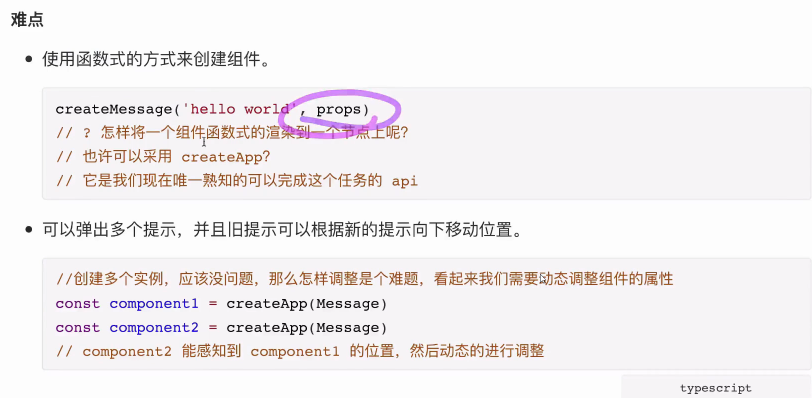 难点
使用函数式的方式来创建组件。
createMessage('hello world', props)
// ? 怎样将一个组件函数式的渲染到一个节点上呢?
// 也许可以采用 createApp?
// 它是我们现在唯一熟知的可以完成这个任务的 api
可以弹出多个提示，并且旧提示可以根据新的提示向下移动位置。
//创建多个实例，应该没问题，那么怎样调整是个难题，看起来我们需要动态调整组件的属性
const component1 = createApp(Message)
const component2 = createApp(Message)
// component2 能感知到 component1 的位置，然后动态的进行调整
typescript